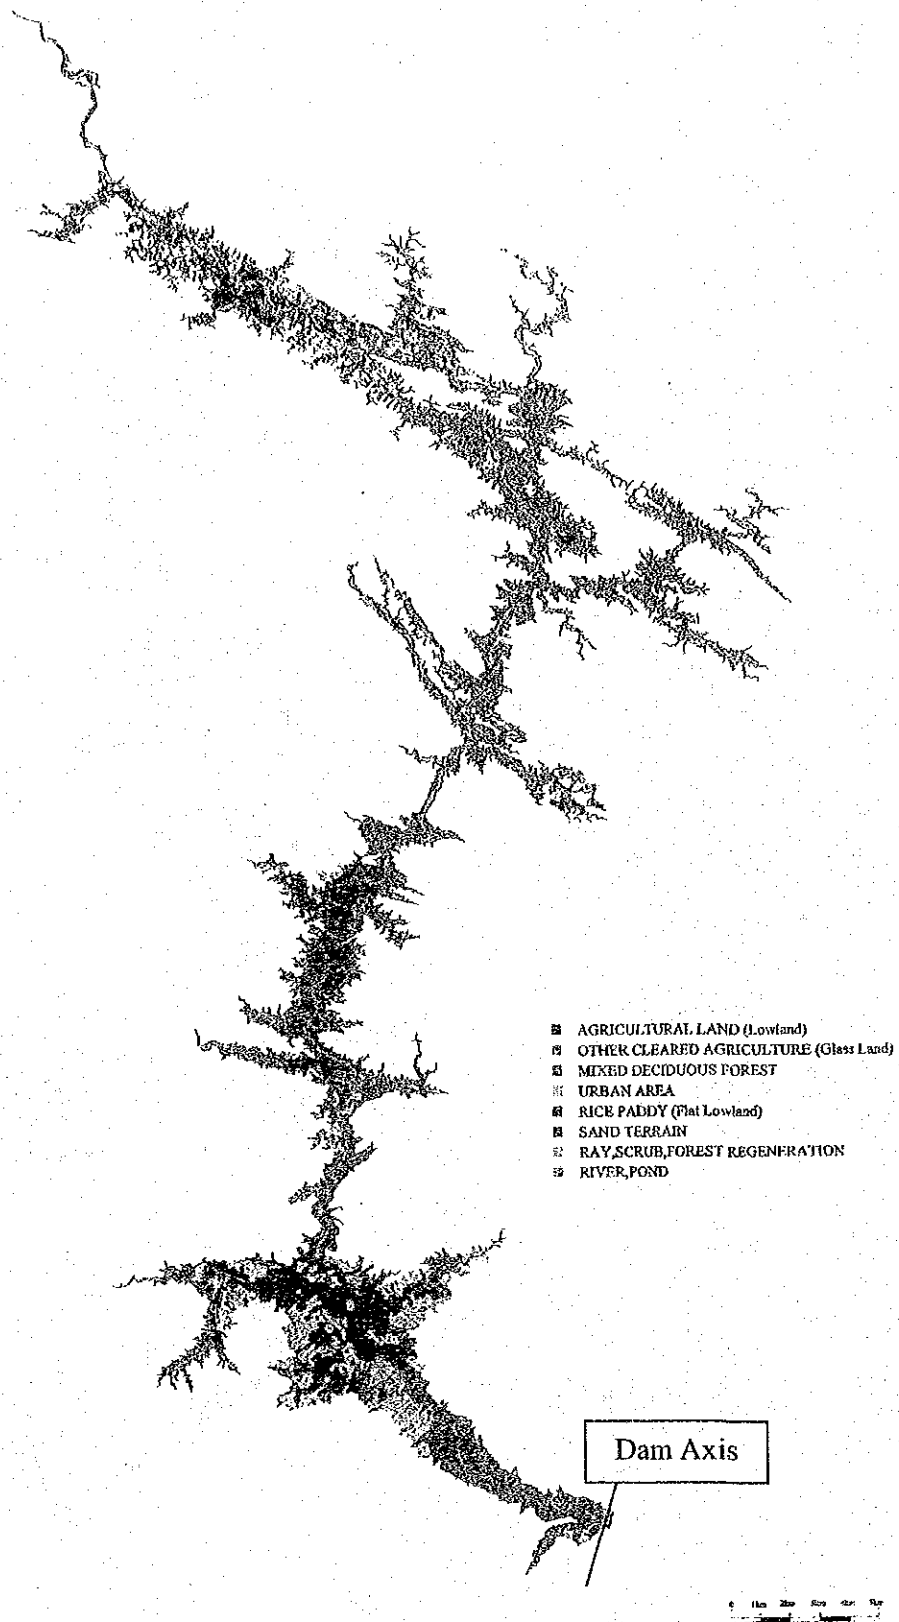 AGRICULTURAL LAND (Lowland)
OTHER CLEARED AGRICULTURE (Glass Land)
MIXED DECIDUOUS FOREST
URBAN AREA
RICE PADDY (Flat Lowland)
SAND TERRAIN
RAY,SCRUB,FOREST REGENERATION
RIVER,POND
Dam Axis